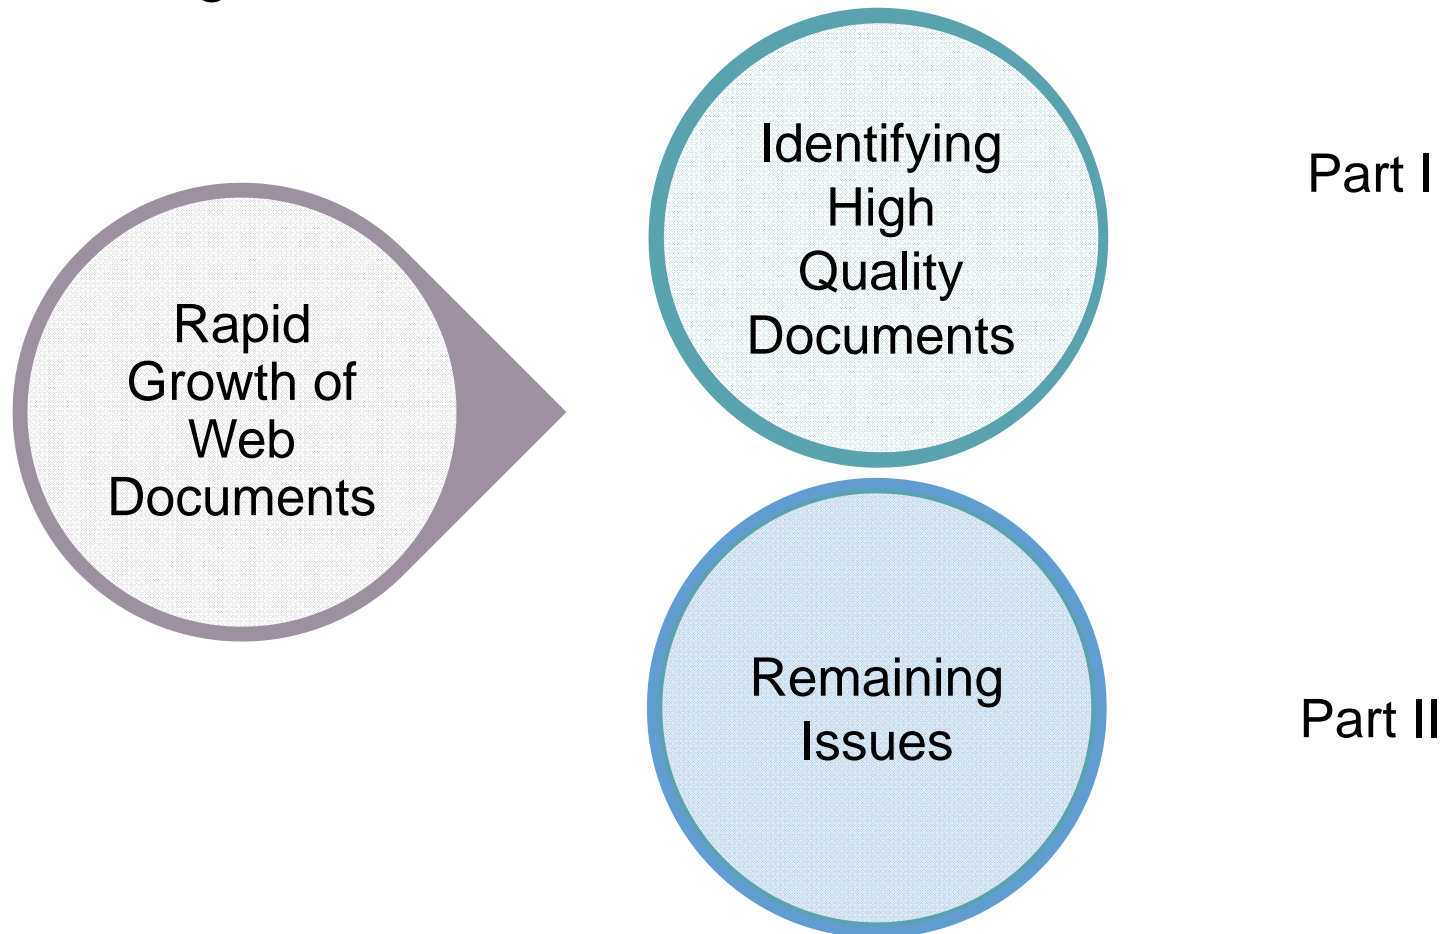 Rapid
Growth of
Web
Documents
Identifying
High
Quality
Documents
Part I
Remaining
Issues
Part II